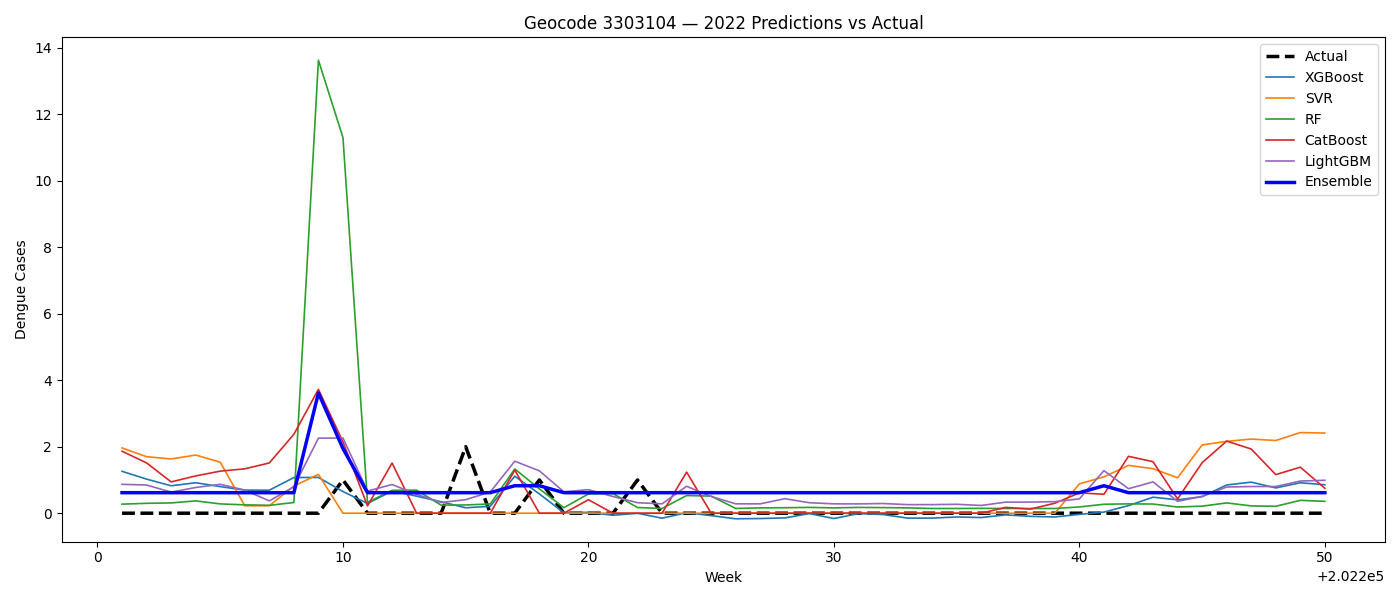 Geocode 3303104 — 2022 Predictions vs Actual
Dengue Cases
14
12
10
8
6
4
2
0
Actual
XGBoost
SVR
RF
CatBoost
LightGBM
Ensemble
0 10 20 30 40 50
Week
+2.022e5